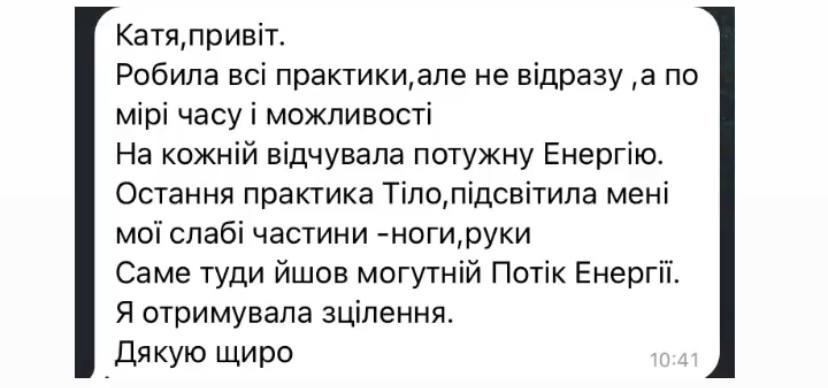 Катя,привіт.
Робила всі практики,але не відразу ,а по
мірі часу і можливості
На кожній відчувала потужну Енергію.
Остання практика Тіло,підсвітила мені
мої слабі частини -ноги,руки
Саме туди йшов могутній Потік Енергії.
Я отримувала зцілення.
Дякую щиро
10:41